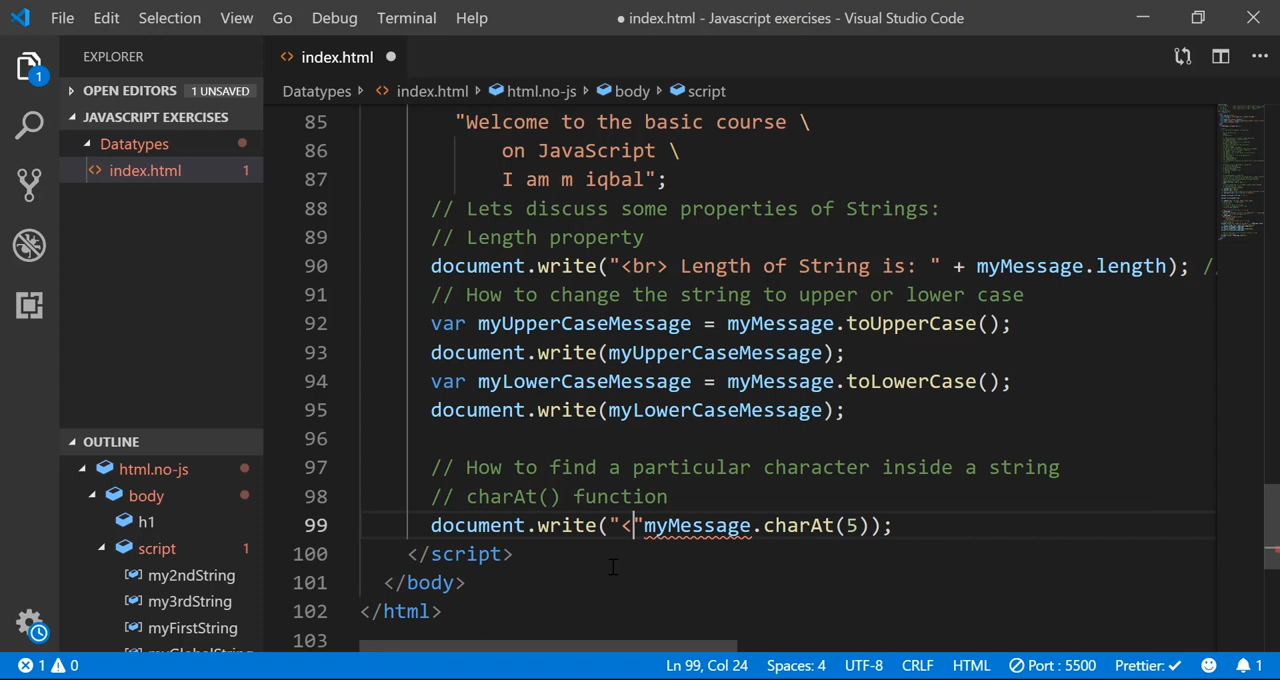 File Edit Selection View Go Debug Terminal Help ● index.html - Javascript exercises - Visual Studio Code
EXPLORER
index.html
1
OPEN EDITORS 1 UNSAVED
Datatypes index.html html.no-js body script
JAVASCRIPT EXERCISES
Datatypes
index.html 1
85 "Welcome to the basic course \
86 on JavaScript \
87 I am m iqbal";
88 // Lets discuss some properties of Strings:
89 // Length property
90 document.write("<br> Length of String is: " + myMessage.length); /
91 // How to change the string to upper or lower case
92 var myUpperCaseMessage = myMessage.toUpperCase();
93 document.write(myUpperCaseMessage);
94 var myLowerCaseMessage = myMessage.toLowerCase();
95 document.write(myLowerCaseMessage);
96
97 // How to find a particular character inside a string
98 // charAt() function
99 document.write("<"myMessage.charAt(5));
100 </script>
101 </body>
102 </html>
103
OUTLINE
html.no-js
body
h1
script 1
my2ndString
my3rdString
myFirstString
myGlobalString
1 0 Ln 99, Col 24 Spaces: 4 UTF-8 CRLF HTML Port : 5500 Prettier: ✓ 1